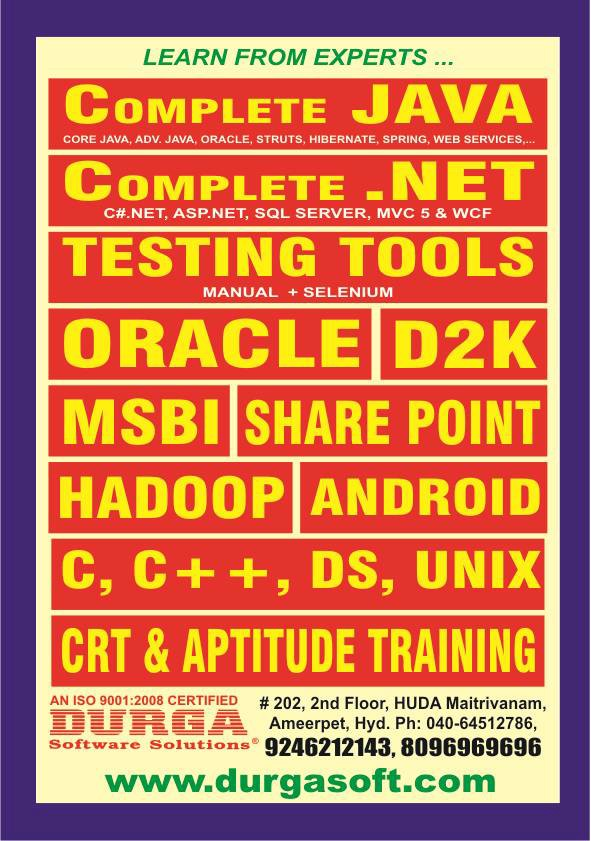 LEARN FROM EXPERTS ...
COMPLETE JAVA
CORE JAVA, ADV. JAVA, ORACLE, STRUTS, HIBERNATE, SPRING, WEB SERVICES,...
COMPLETE .NET
C#.NET, ASP.NET, SQL SERVER, MVC 5 & WCF
TESTING TOOLS
MANUAL + SELENIUM
ORACLE D2K
MSBI SHARE POINT
HADOOP ANDROID
C, C++, DS, UNIX
CRT & APTITUDE TRAINING
AN ISO 9001:2008 CERTIFIED
DURGA
Software Solutions®
# 202, 2nd Floor, HUDA Maitrivanam,
Ameerpet, Hyd. Ph: 040-64512786,
9246212143, 8096969696
www.durgasoft.com